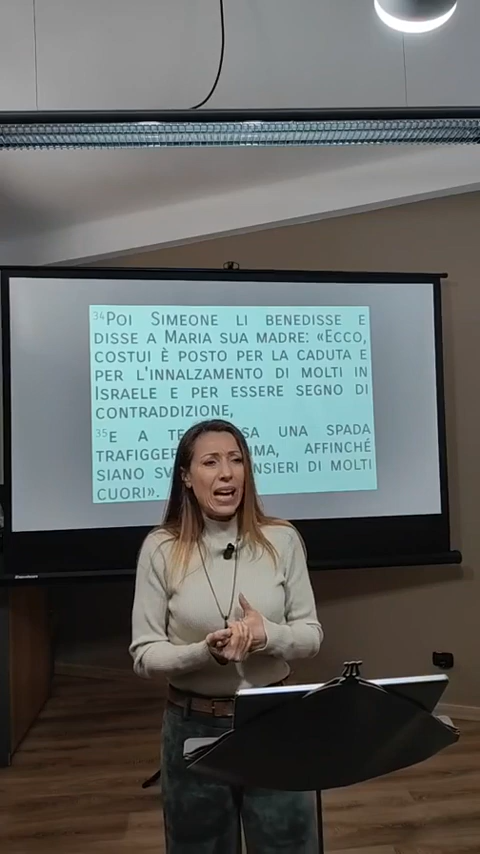 34Poi Simeone li benedisse e
disse a Maria sua madre: «Ecco,
costui è posto per la caduta e
per l'innalzamento di molti in
Israele e per essere segno di
contraddizione,
35e a te una spada
affinché
siano di molti
cuori».